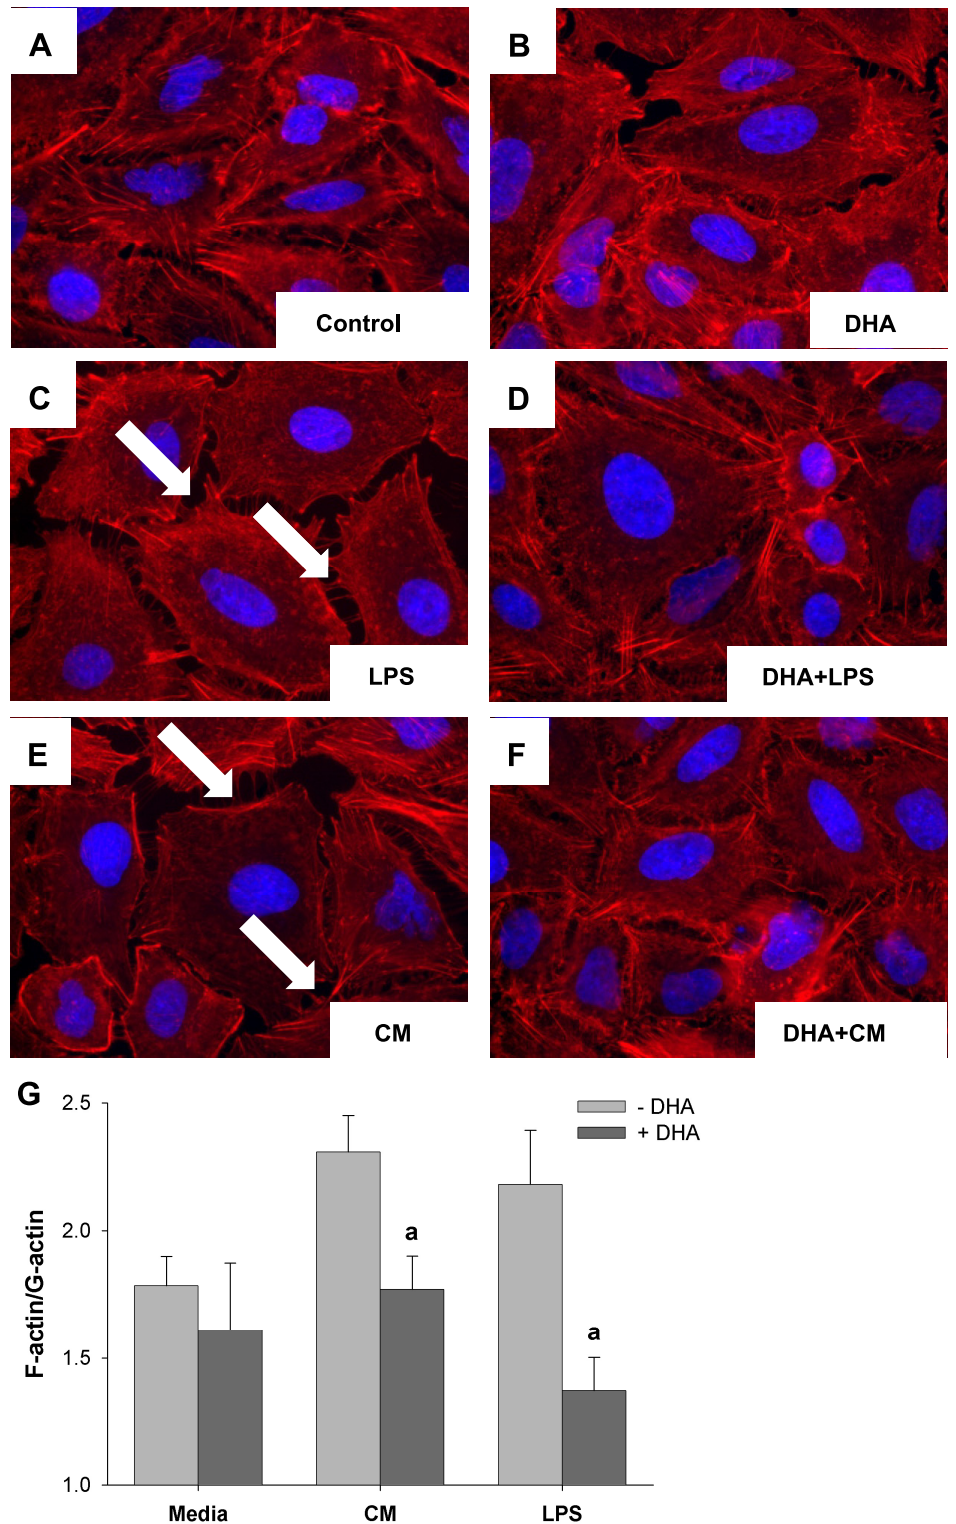 A
B
Control
DHA
C
D
LPS
DHA+LPS
E
F
CM
DHA+CM
G
2.5
2.0
1.5
1.0
F-actin/G-actin
- DHA
+ DHA
a
a
Media
CM
LPS